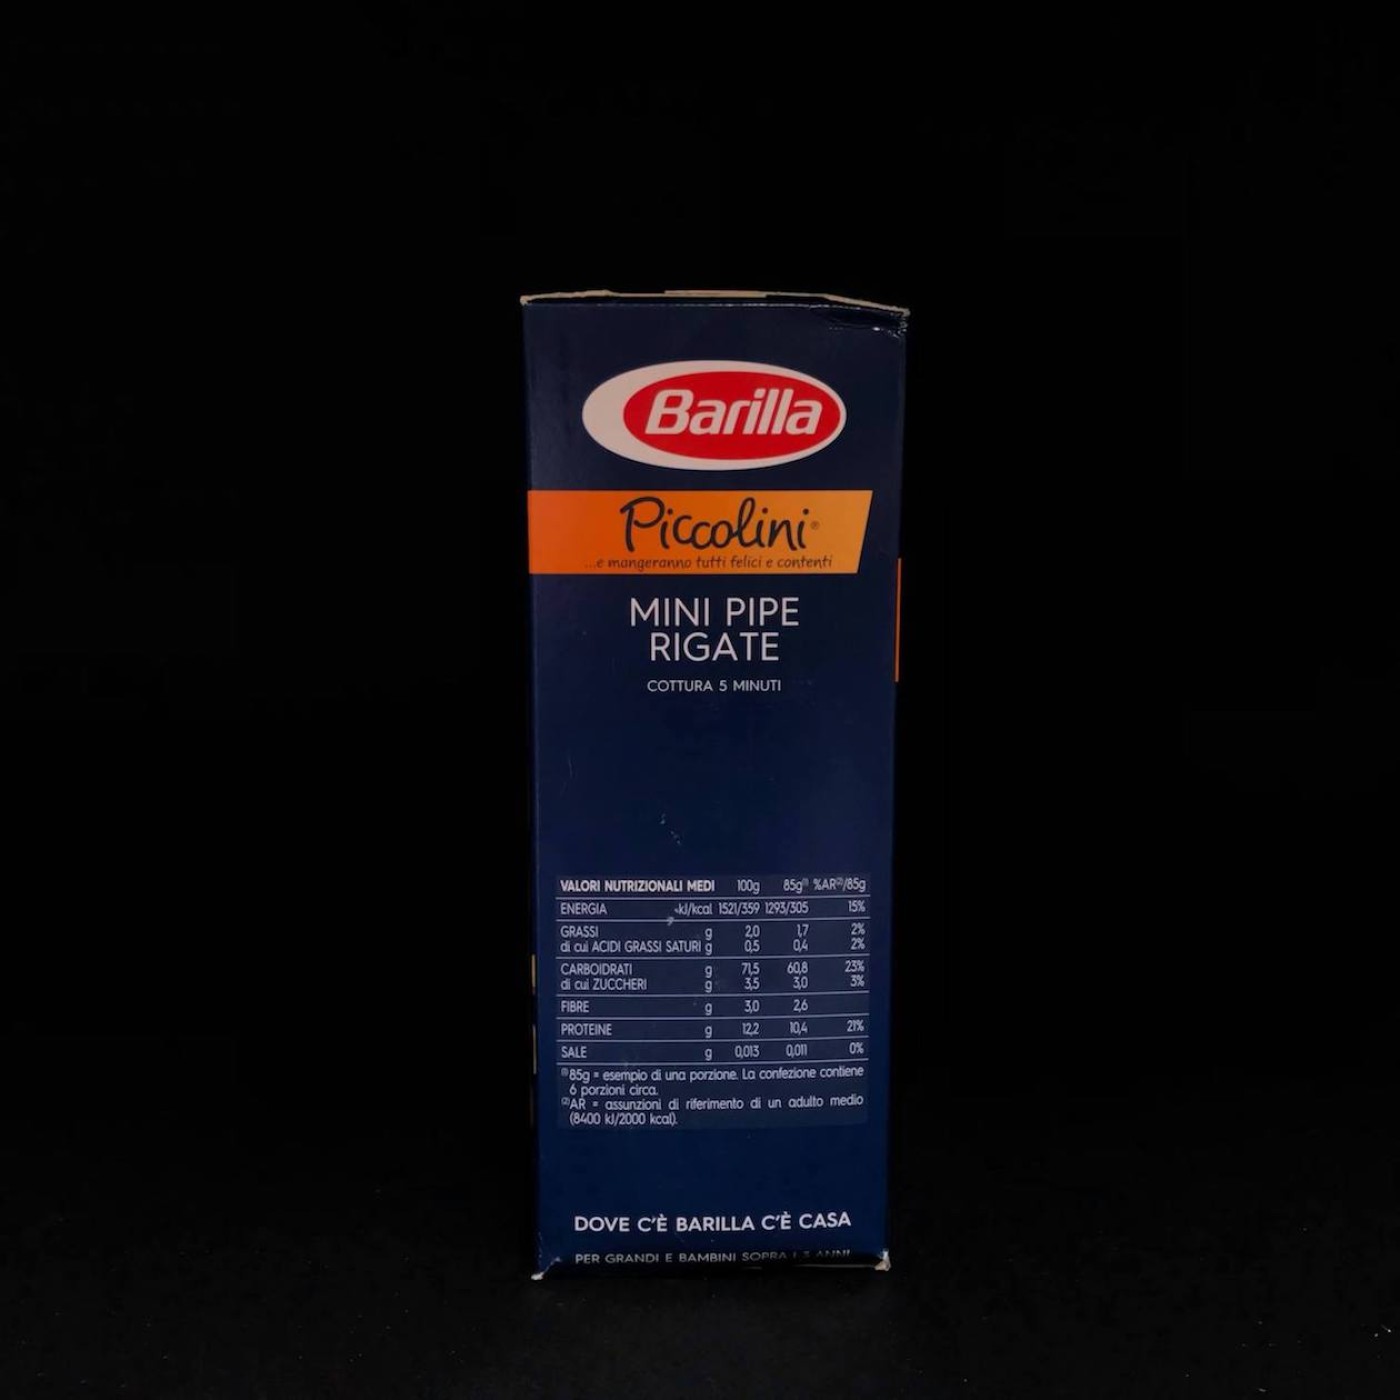 Barilla
Piccolini®
...e mangeranno tutti felici e contenti
MINI PIPE
RIGATE
COTTURA 5 MINUTI
VALORI NUTRIZIONALI MEDI 100g 85g(1) %AR(2)/85g
ENERGIA kJ/kcal 1521/359 1293/305 15%
GRASSI g 2,0 1,7 2%
di cui ACIDI GRASSI SATURI g 0,5 0,4 2%
CARBOIDRATI g 71,5 60,8 23%
di cui ZUCCHERI g 3,5 3,0 3%
FIBRE g 3,0 2,6
PROTEINE g 12,2 10,4 21%
SALE g 0,013 0,011 0%
(1)85g = esempio di una porzione. La confezione contiene
6 porzioni circa.
(2)AR = assunzioni di riferimento di un adulto medio
(8400 kJ/2000 kcal).
DOVE C'È BARILLA C'È CASA
PER GRANDI E BAMBINI SOPRA I 3 ANNI